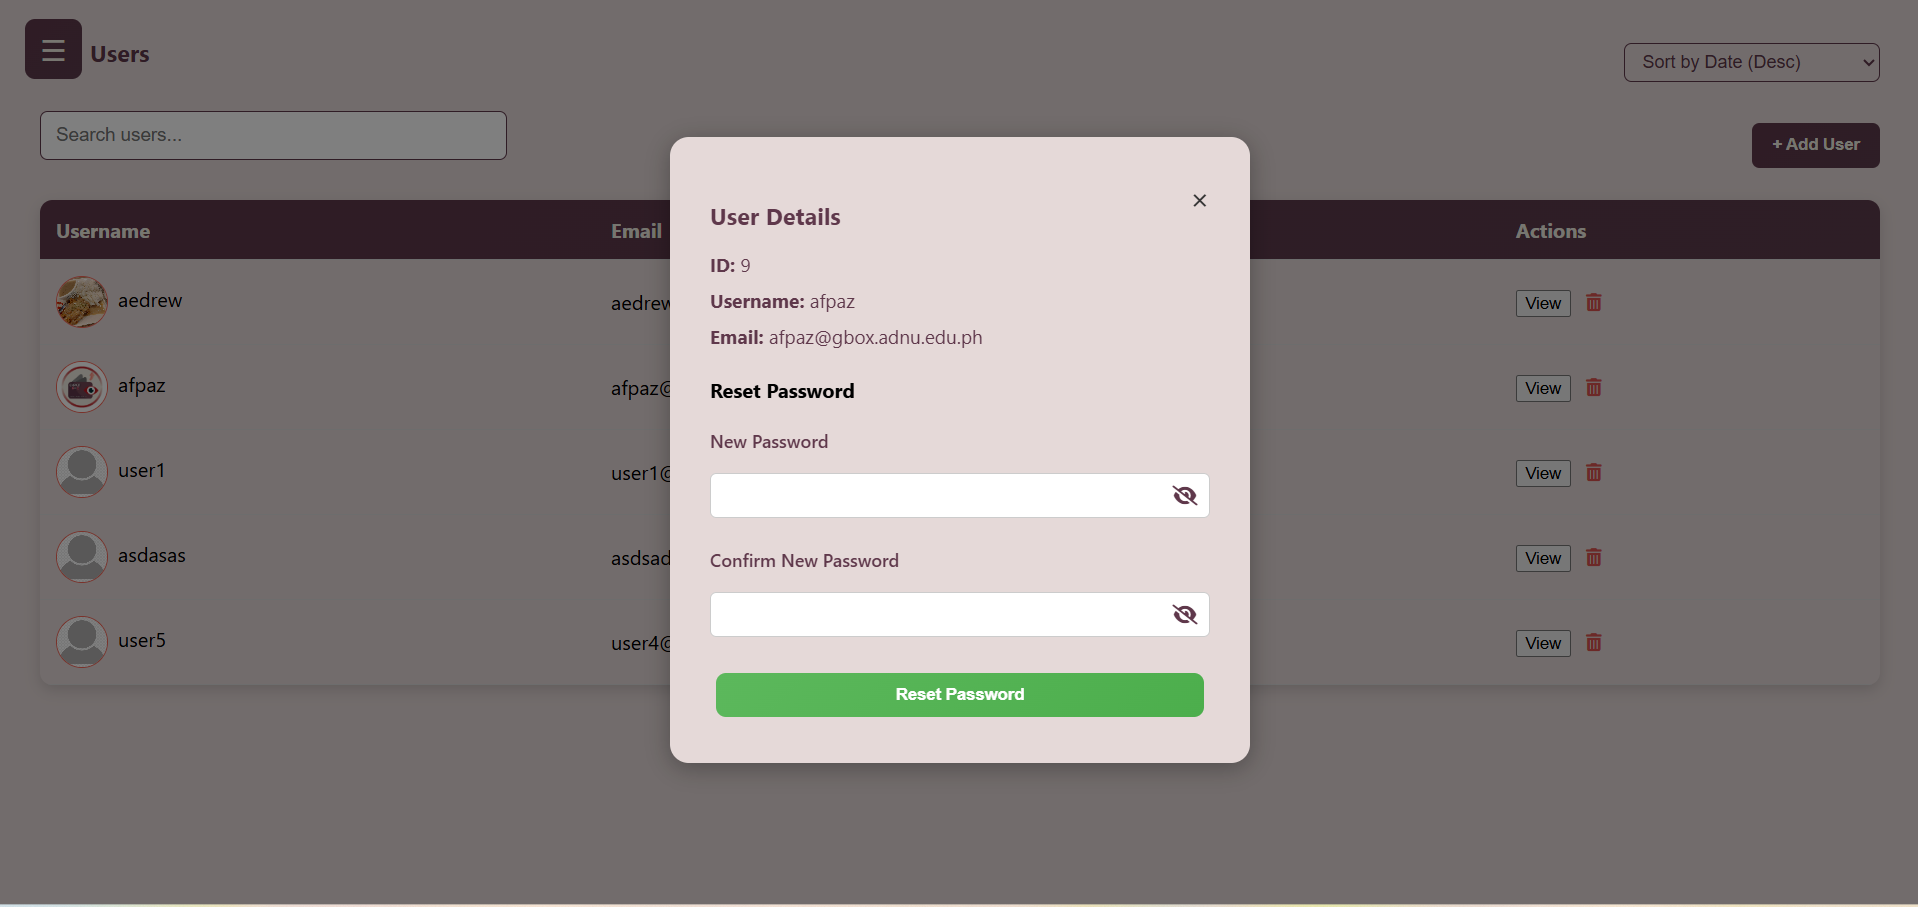 ☰ Users
Sort by Date (Desc)
Search users...
+ Add User
Username Email Actions
aedrew aedrew View
afpaz afpaz@ View
user1 user1@ View
asdasas asdsad View
user5 user4@ View
×
User Details
ID: 9
Username: afpaz
Email: afpaz@gbox.adnu.edu.ph
Reset Password
New Password
Confirm New Password
Reset Password